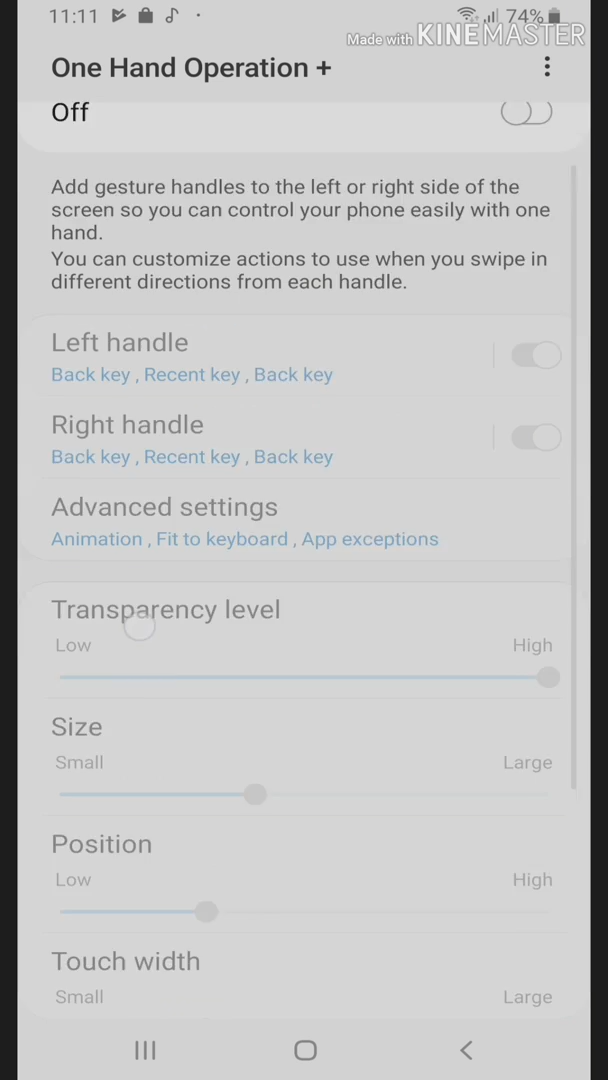 11:11
74%
Made with KINEMASTER
One Hand Operation +
Off
Add gesture handles to the left or right side of the
screen so you can control your phone easily with one
hand.
You can customize actions to use when you swipe in
different directions from each handle.
Left handle
Back key , Recent key , Back key
Right handle
Back key , Recent key , Back key
Advanced settings
Animation , Fit to keyboard , App exceptions
Transparency level
Low
High
Size
Small
Large
Position
Low
High
Touch width
Small
Large